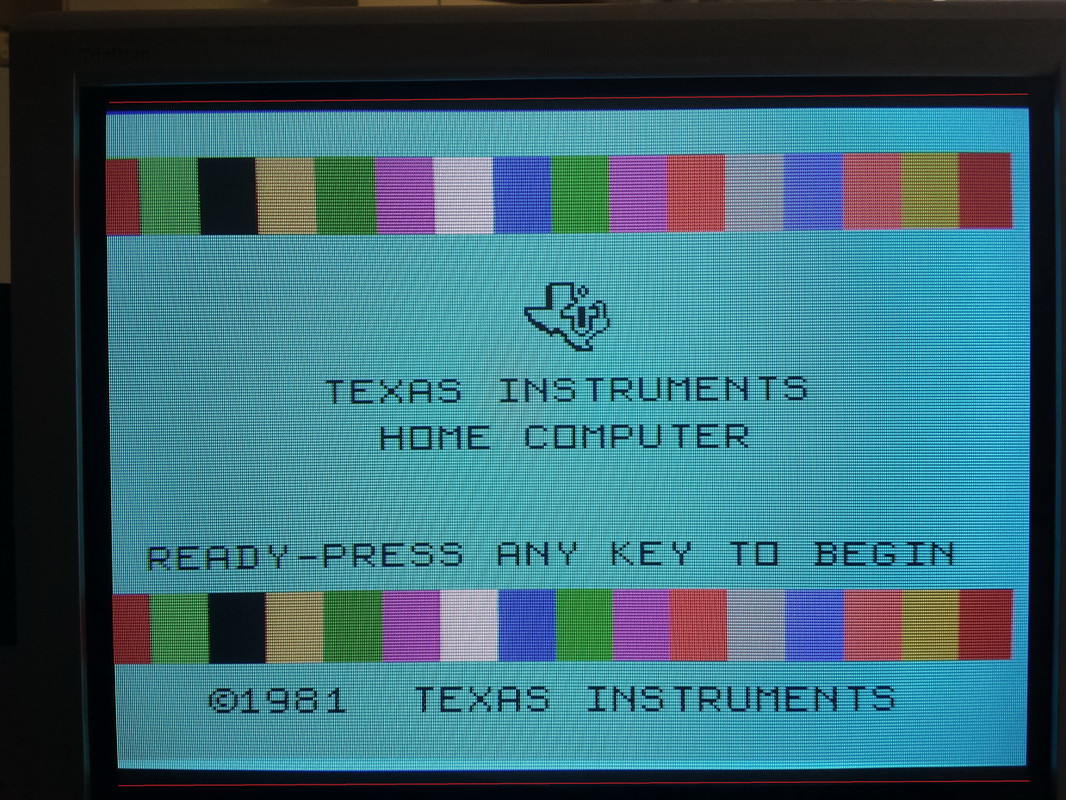 TEXAS INSTRUMENTS
HOME COMPUTER
READY-PRESS ANY KEY TO BEGIN
©1981 TEXAS INSTRUMENTS